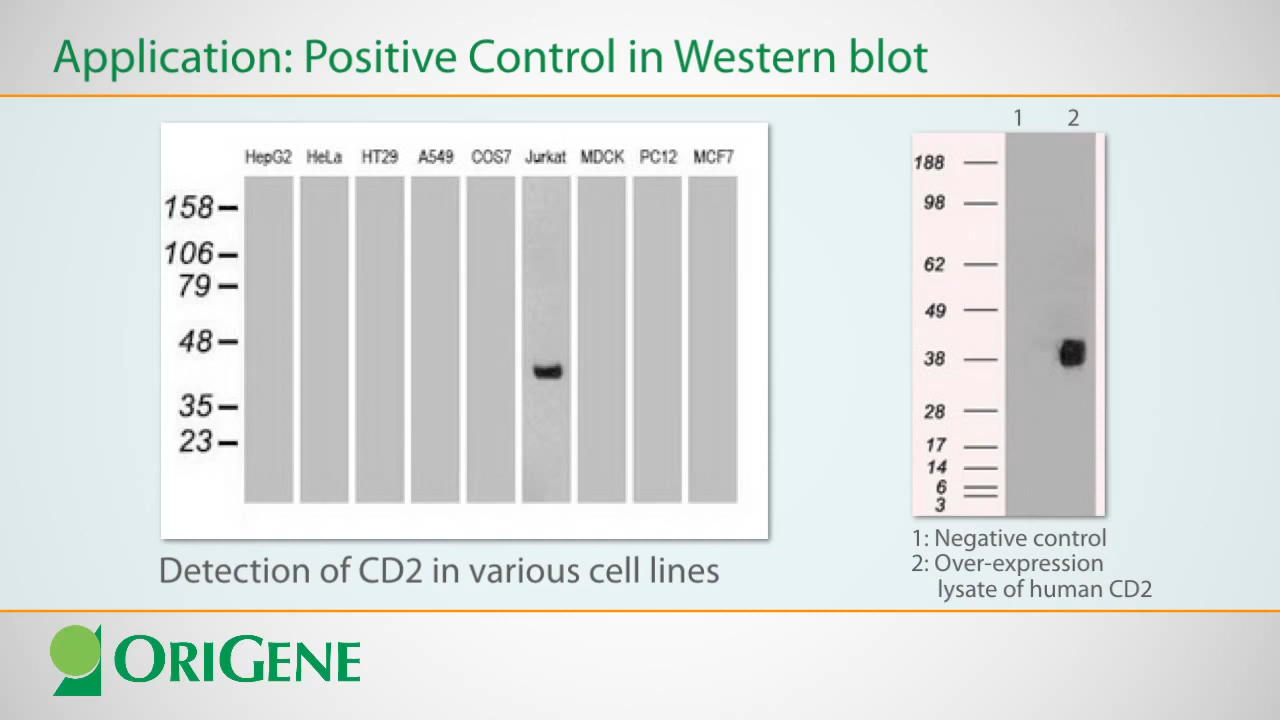 Application: Positive Control in Western blot
HepG2 HeLa HT29 A549 COS7 Jurkat MDCK PC12 MCF7
158
106
79
48
35
23
Detection of CD2 in various cell lines
1 2
188
98
62
49
38
28
17
14
6
3
1: Negative control
2: Over-expression
lysate of human CD2
ORIGENE